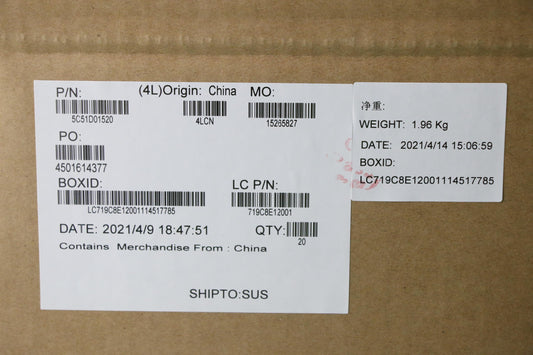 P/N: (4L)Origin: China MO:
5C51D01520 4LCN 15265827
PO:
4501614377
BOXID: LC P/N:
LC719C8E12001114517785 719C8E12001
DATE: 2021/4/9 18:47:51 QTY:
20
Contains Merchandise From : China
SHIPTO:SUS
净重:
WEIGHT: 1.96 Kg
DATE: 2021/4/14 15:06:59
BOXID:
LC719C8E12001114517785